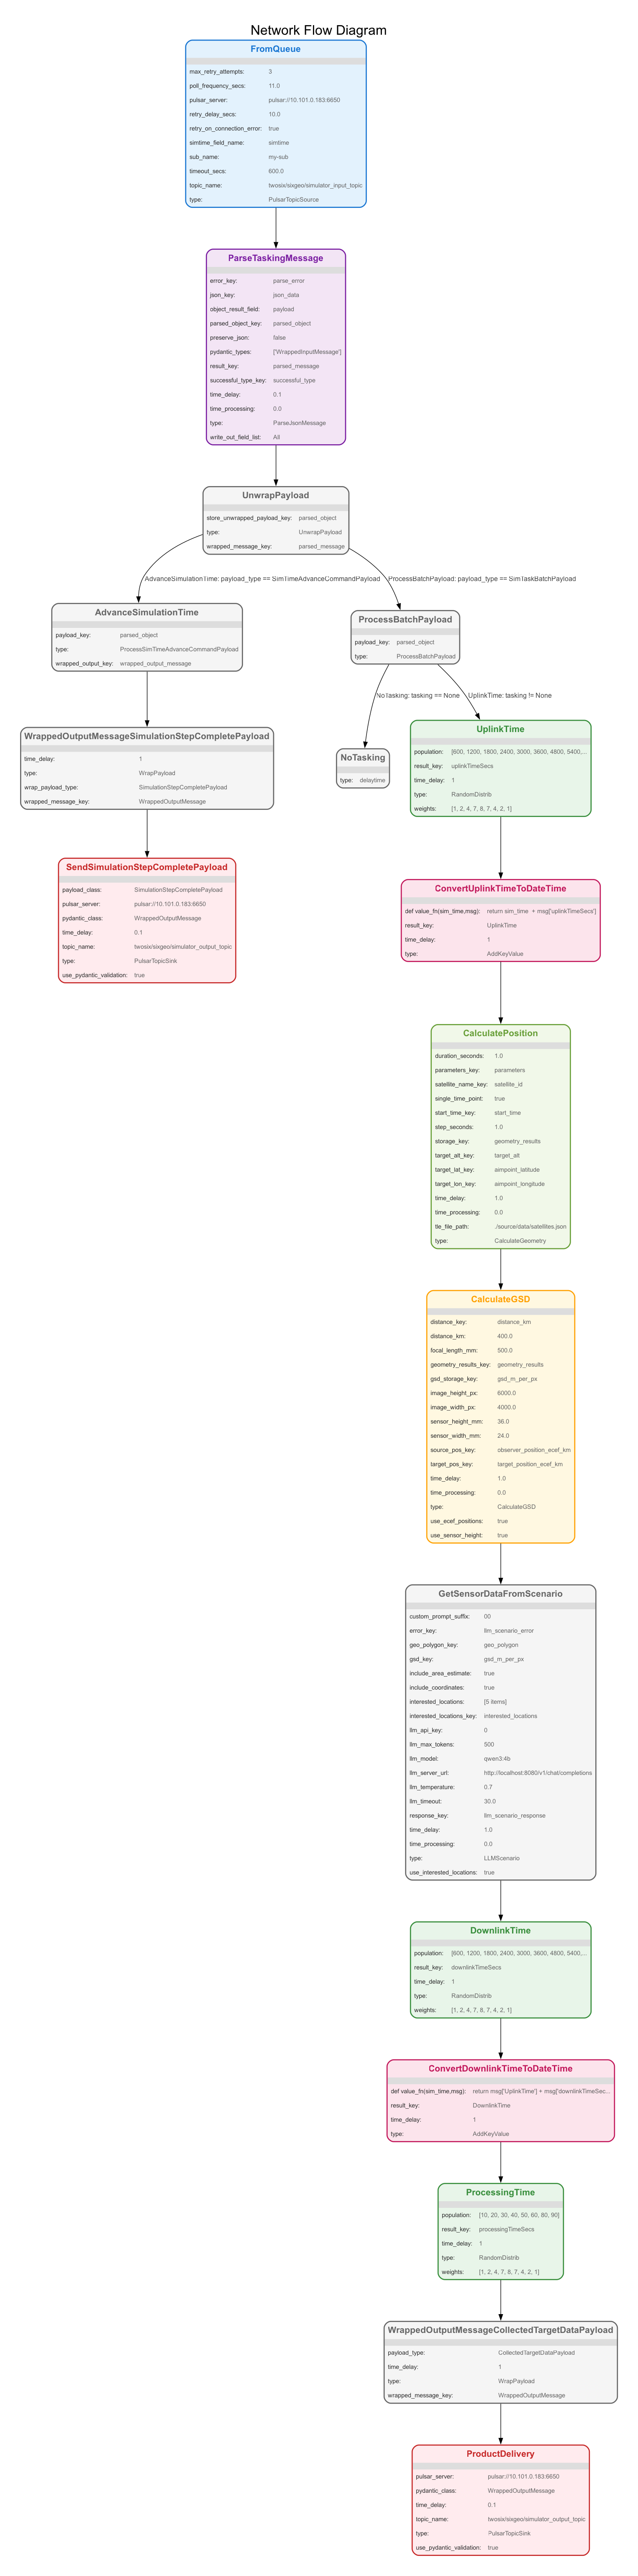 Network Flow Diagram
FromQueue
max_retry_attempts: 3
poll_frequency_secs: 11.0
pulsar_server: pulsar://10.101.0.183:6650
retry_delay_secs: 10.0
retry_on_connection_error: true
simtime_field_name: simtime
sub_name: my-sub
timeout_secs: 600.0
topic_name: twosix/sixgeo/simulator_input_topic
type: PulsarTopicSource
ParseTaskingMessage
error_key: parse_error
json_key: json_data
object_result_field: payload
parsed_object_key: parsed_object
preserve_json: false
pydantic_types: ['WrappedInputMessage']
result_key: parsed_message
successful_type_key: successful_type
time_delay: 0.1
time_processing: 0.0
type: ParseJsonMessage
write_out_field_list: All
UnwrapPayload
store_unwrapped_payload_key: parsed_object
type: UnwrapPayload
wrapped_message_key: parsed_message
AdvanceSimulationTime: payload_type == SimTimeAdvanceCommandPayload
ProcessBatchPayload: payload_type == SimTaskBatchPayload
AdvanceSimulationTime
payload_key: parsed_object
type: ProcessSimTimeAdvanceCommandPayload
wrapped_output_key: wrapped_output_message
ProcessBatchPayload
payload_key: parsed_object
type: ProcessBatchPayload
No Tasking: tasking == None
UplinkTime: tasking != None
WrappedOutputMessageSimulationStepCompletePayload
time_delay: 1
type: WrapPayload
wrap_payload_type: SimulationStepCompletePayload
wrapped_message_key: WrappedOutputMessage
NoTasking
type: delaytime
UplinkTime
population: [600, 1200, 1800, 2400, 3000, 3600, 4800, 5400,...
result_key: uplinkTimeSecs
time_delay: 1
type: RandomDistrib
weights: [1, 2, 4, 7, 8, 7, 4, 2, 1]
SendSimulationStepCompletePayload
payload_class: SimulationStepCompletePayload
pulsar_server: pulsar://10.101.0.183:6650
pydantic_class: WrappedOutputMessage
time_delay: 0.1
topic_name: twosix/sixgeo/simulator_output_topic
type: PulsarTopicSink
use_pydantic_validation: true
ConvertUplinkTimeToDateTime
def value_fn(sim_time,msg): return sim_time + msg['uplinkTimeSecs']
result_key: UplinkTime
time_delay: 1
type: AddKeyValue
CalculatePosition
duration_seconds: 1.0
parameters_key: parameters
satellite_name_key: satellite_id
single_time_point: true
start_time_key: start_time
step_seconds: 1.0
storage_key: geometry_results
target_alt_key: target_alt
target_lat_key: aimpoint_latitude
target_lon_key: aimpoint_longitude
time_delay: 1.0
time_processing: 0.0
tle_file_path: ./source/data/satellites.json
type: CalculateGeometry
CalculateGSD
distance_key: distance_km
distance_km: 400.0
focal_length_mm: 500.0
geometry_results_key: geometry_results
gsd_storage_key: gsd_m_per_px
image_height_px: 6000.0
image_width_px: 4000.0
sensor_height_mm: 36.0
sensor_width_mm: 24.0
source_pos_key: observer_position_ecef_km
target_pos_key: target_position_ecef_km
time_delay: 1.0
time_processing: 0.0
type: CalculateGSD
use_ecef_positions: true
use_sensor_height: true
GetSensorDataFromScenario
custom_prompt_suffix: 00
error_key: llm_scenario_error
geo_polygon_key: geo_polygon
gsd_key: gsd_m_per_px
include_area_estimate: true
include_coordinates: true
interested_locations: [5 items]
interested_locations_key: interested_locations
llm_api_key: 0
llm_max_tokens: 500
llm_model: qwen3:4b
llm_server_url: http://localhost:8080/v1/chat/completions
llm_temperature: 0.7
llm_timeout: 30.0
response_key: llm_scenario_response
time_delay: 1.0
time_processing: 0.0
type: LLMScenario
use_interested_locations: true
DownlinkTime
population: [600, 1200, 1800, 2400, 3000, 3600, 4800, 5400,...
result_key: downlinkTimeSecs
time_delay: 1
type: RandomDistrib
weights: [1, 2, 4, 7, 8, 7, 4, 2, 1]
ConvertDownlinkTimeToDateTime
def value_fn(sim_time,msg): return msg['UplinkTime'] + msg['downlinkTimeSec...
result_key: DownlinkTime
time_delay: 1
type: AddKeyValue
ProcessingTime
population: [10, 20, 30, 40, 50, 60, 80, 90]
result_key: processingTimeSecs
time_delay: 1
type: RandomDistrib
weights: [1, 2, 4, 7, 8, 7, 4, 2, 1]
WrappedOutputMessageCollectedTargetDataPayload
payload_type: CollectedTargetDataPayload
time_delay: 1
type: WrapPayload
wrapped_message_key: WrappedOutputMessage
ProductDelivery
pulsar_server: pulsar://10.101.0.183:6650
pydantic_class: WrappedOutputMessage
time_delay: 0.1
topic_name: twosix/sixgeo/simulator_output_topic
type: PulsarTopicSink
use_pydantic_validation: true